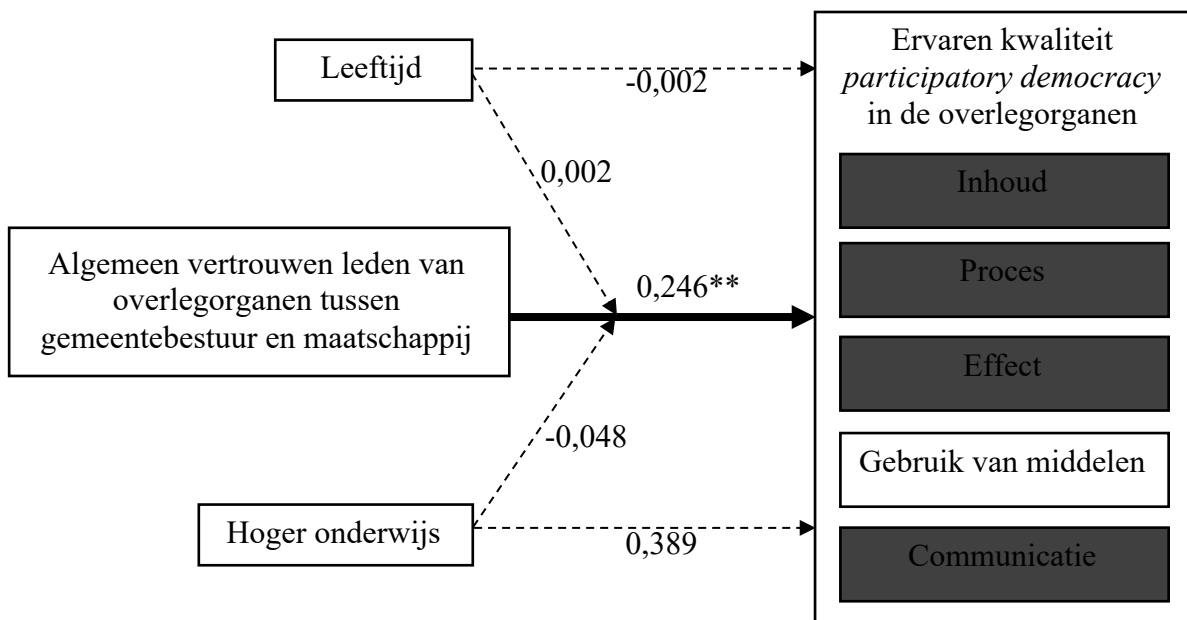 Leeftijd
-0,002
0,002
Algemeen vertrouwen leden van
overlegorganen tussen
gemeentebestuur en maatschappij
0,246**
-0,048
Hoger onderwijs
0,389
Ervaren kwaliteit
participatory democracy
in de overlegorganen
Inhoud
Proces
Effect
Gebruik van middelen
Communicatie